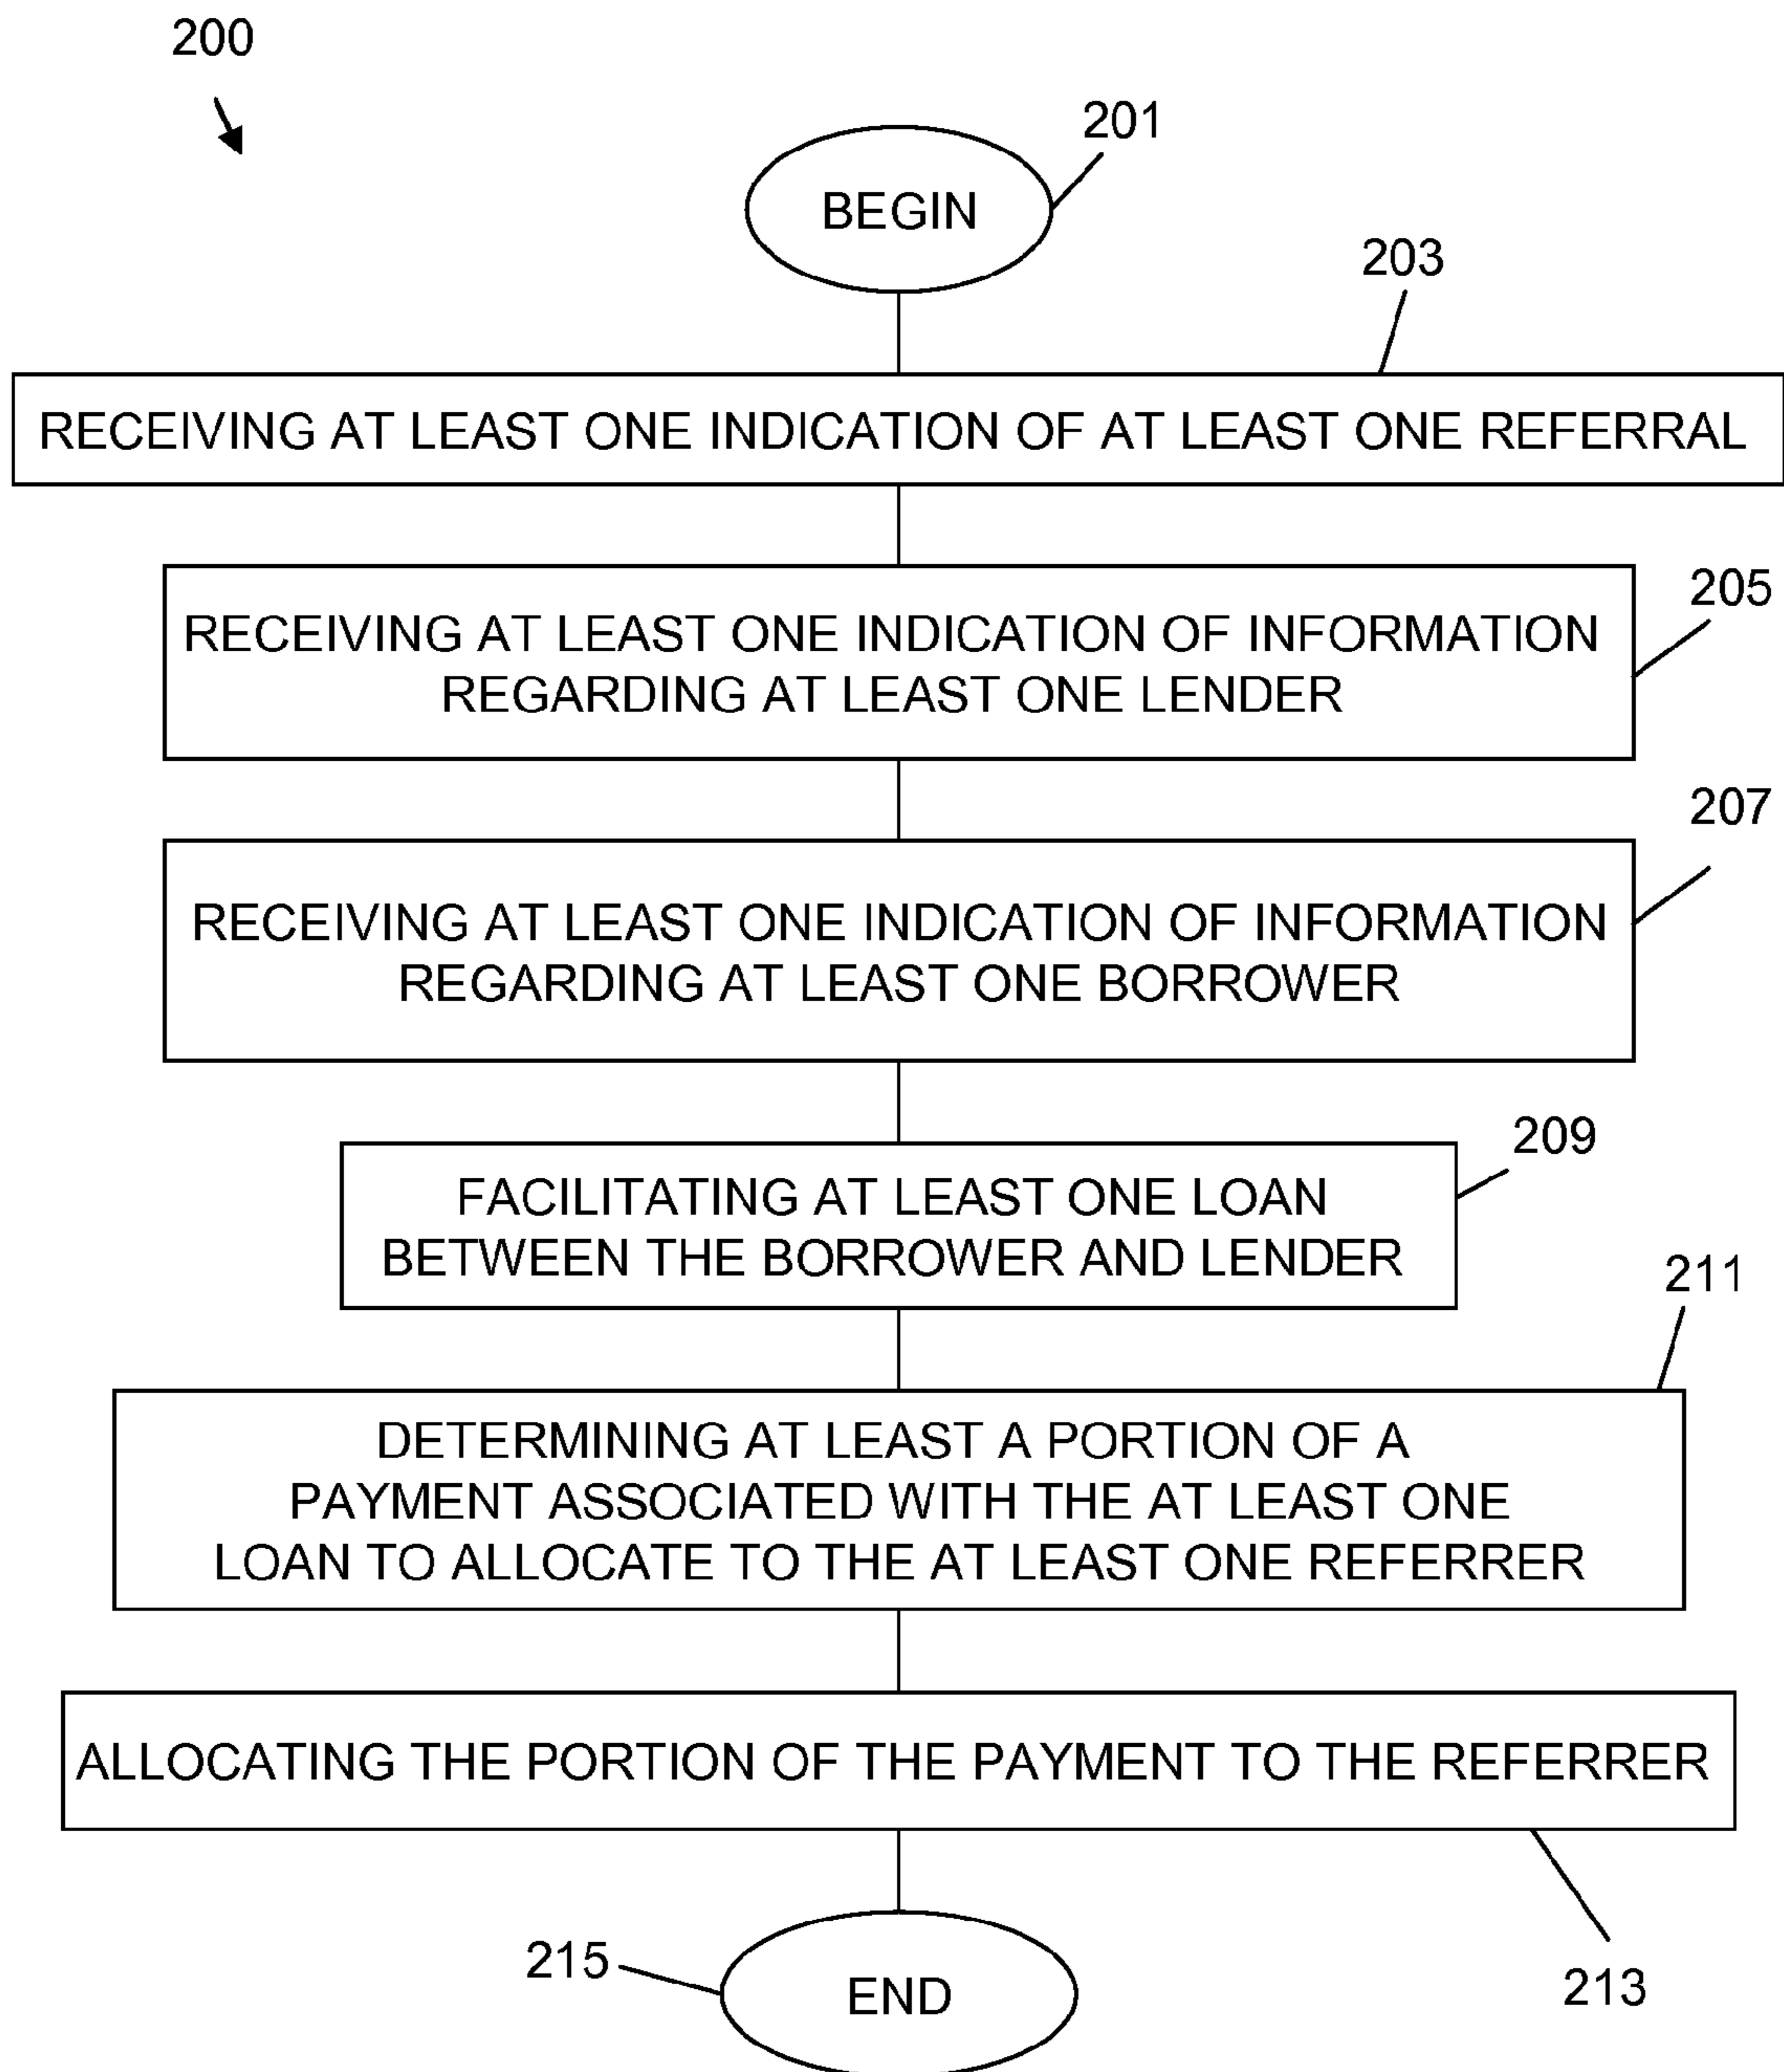 200
201
BEGIN
203
RECEIVING AT LEAST ONE INDICATION OF AT LEAST ONE REFERRAL
205
RECEIVING AT LEAST ONE INDICATION OF INFORMATION
REGARDING AT LEAST ONE LENDER
207
RECEIVING AT LEAST ONE INDICATION OF INFORMATION
REGARDING AT LEAST ONE BORROWER
209
FACILITATING AT LEAST ONE LOAN
BETWEEN THE BORROWER AND LENDER
211
DETERMINING AT LEAST A PORTION OF A
PAYMENT ASSOCIATED WITH THE AT LEAST ONE
LOAN TO ALLOCATE TO THE AT LEAST ONE REFERRER
ALLOCATING THE PORTION OF THE PAYMENT TO THE REFERRER
213
215
END